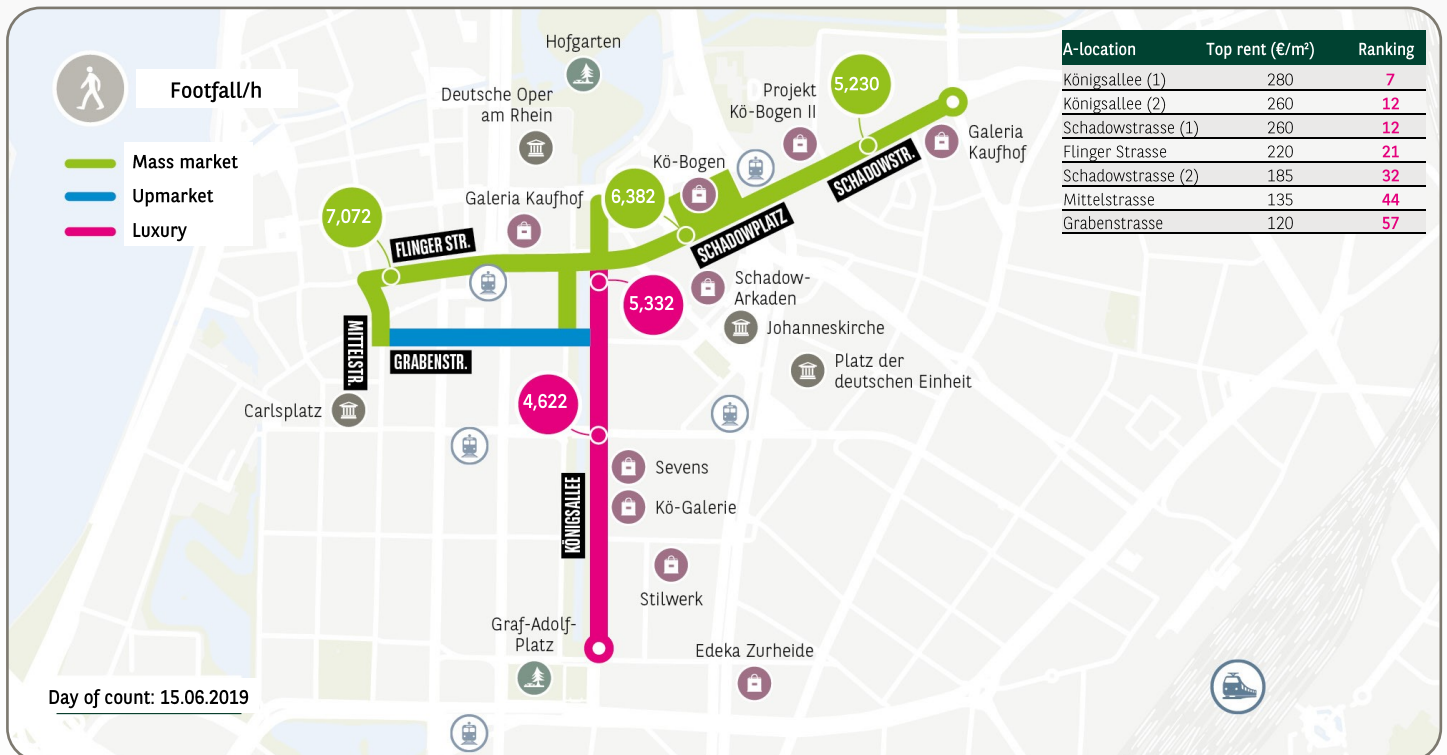 Footfall/h
Mass market
Upmarket
Luxury
Hofgarten
Deutsche Oper
am Rhein
Projekt
Kö-Bogen II
5,230
Galeria
Kaufhof
Kö-Bogen
SCHADOWSTR.
Galeria Kaufhof
6,382
7,072
FLINGER STR.
SCHADOWPLATZ
Schadow-
Arkaden
5,332
Johanneskirche
MITTELSTR.
GRABENSTR.
Platz der
deutschen Einheit
4,622
Carlsplatz
Sevens
Kö-Galerie
KÖNIGSALLEE
Stilwerk
Graf-Adolf-
Platz
Edeka Zurheide
Day of count: 15.06.2019
A-location Top rent (€/m²) Ranking
Königsallee (1) 280 7
Königsallee (2) 260 12
Schadowstrasse (1) 260 12
Flinger Strasse 220 21
Schadowstrasse (2) 185 32
Mittelstrasse 135 44
Grabenstrasse 120 57